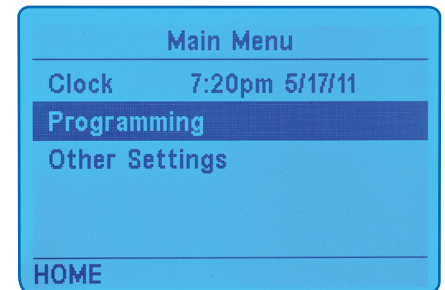 Main Menu
Clock 7:20pm 5/17/11
Programming
Other Settings
HOME